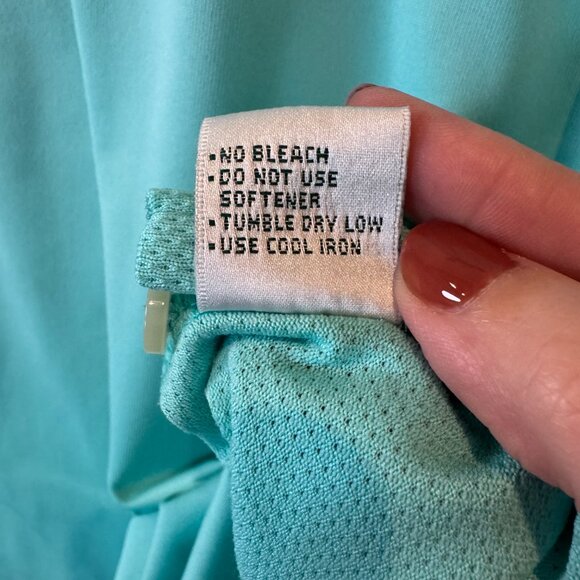 - NO BLEACH
- DO NOT USE
SOFTENER
- TUMBLE DRY LOW
- USE COOL IRON